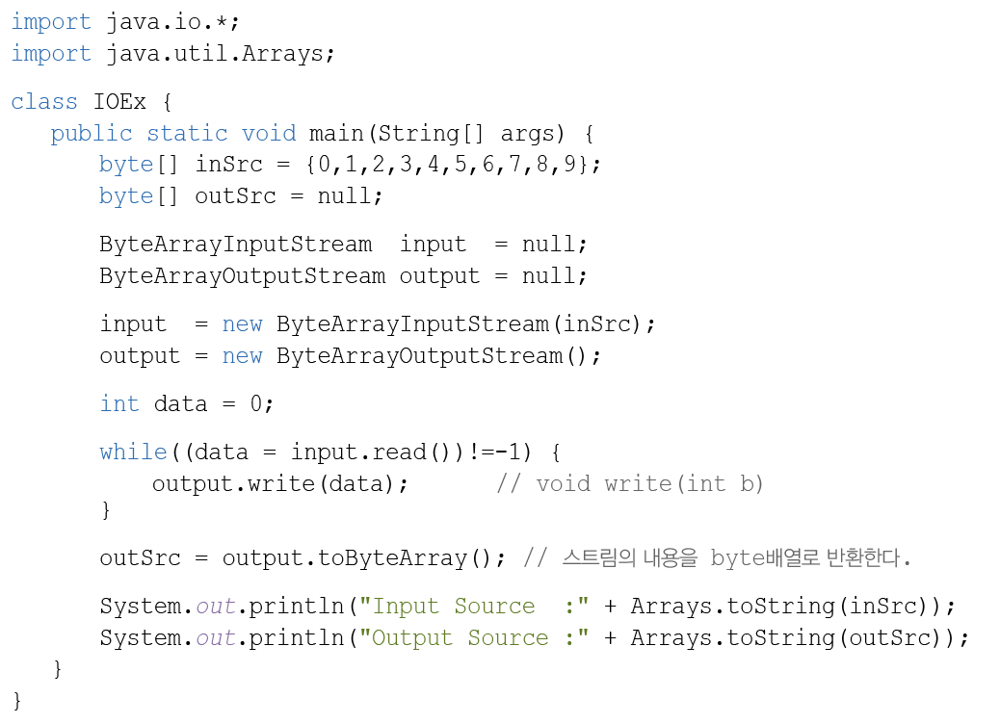 import java.io.*;
import java.util.Arrays;
class IOEx {
public static void main(String[] args) {
byte[] inSrc = {0,1,2,3,4,5,6,7,8,9};
byte[] outSrc = null;
ByteArrayInputStream  input  = null;
ByteArrayOutputStream output = null;
input  = new ByteArrayInputStream(inSrc);
output = new ByteArrayOutputStream();
int data = 0;
while((data = input.read())!=-1) {
output.write(data);      // void write(int b)
}
outSrc = output.toByteArray(); // 스트림의 내용을 byte배열로 반환한다.
System.out.println("Input Source  :" + Arrays.toString(inSrc));
System.out.println("Output Source :" + Arrays.toString(outSrc));
}
}